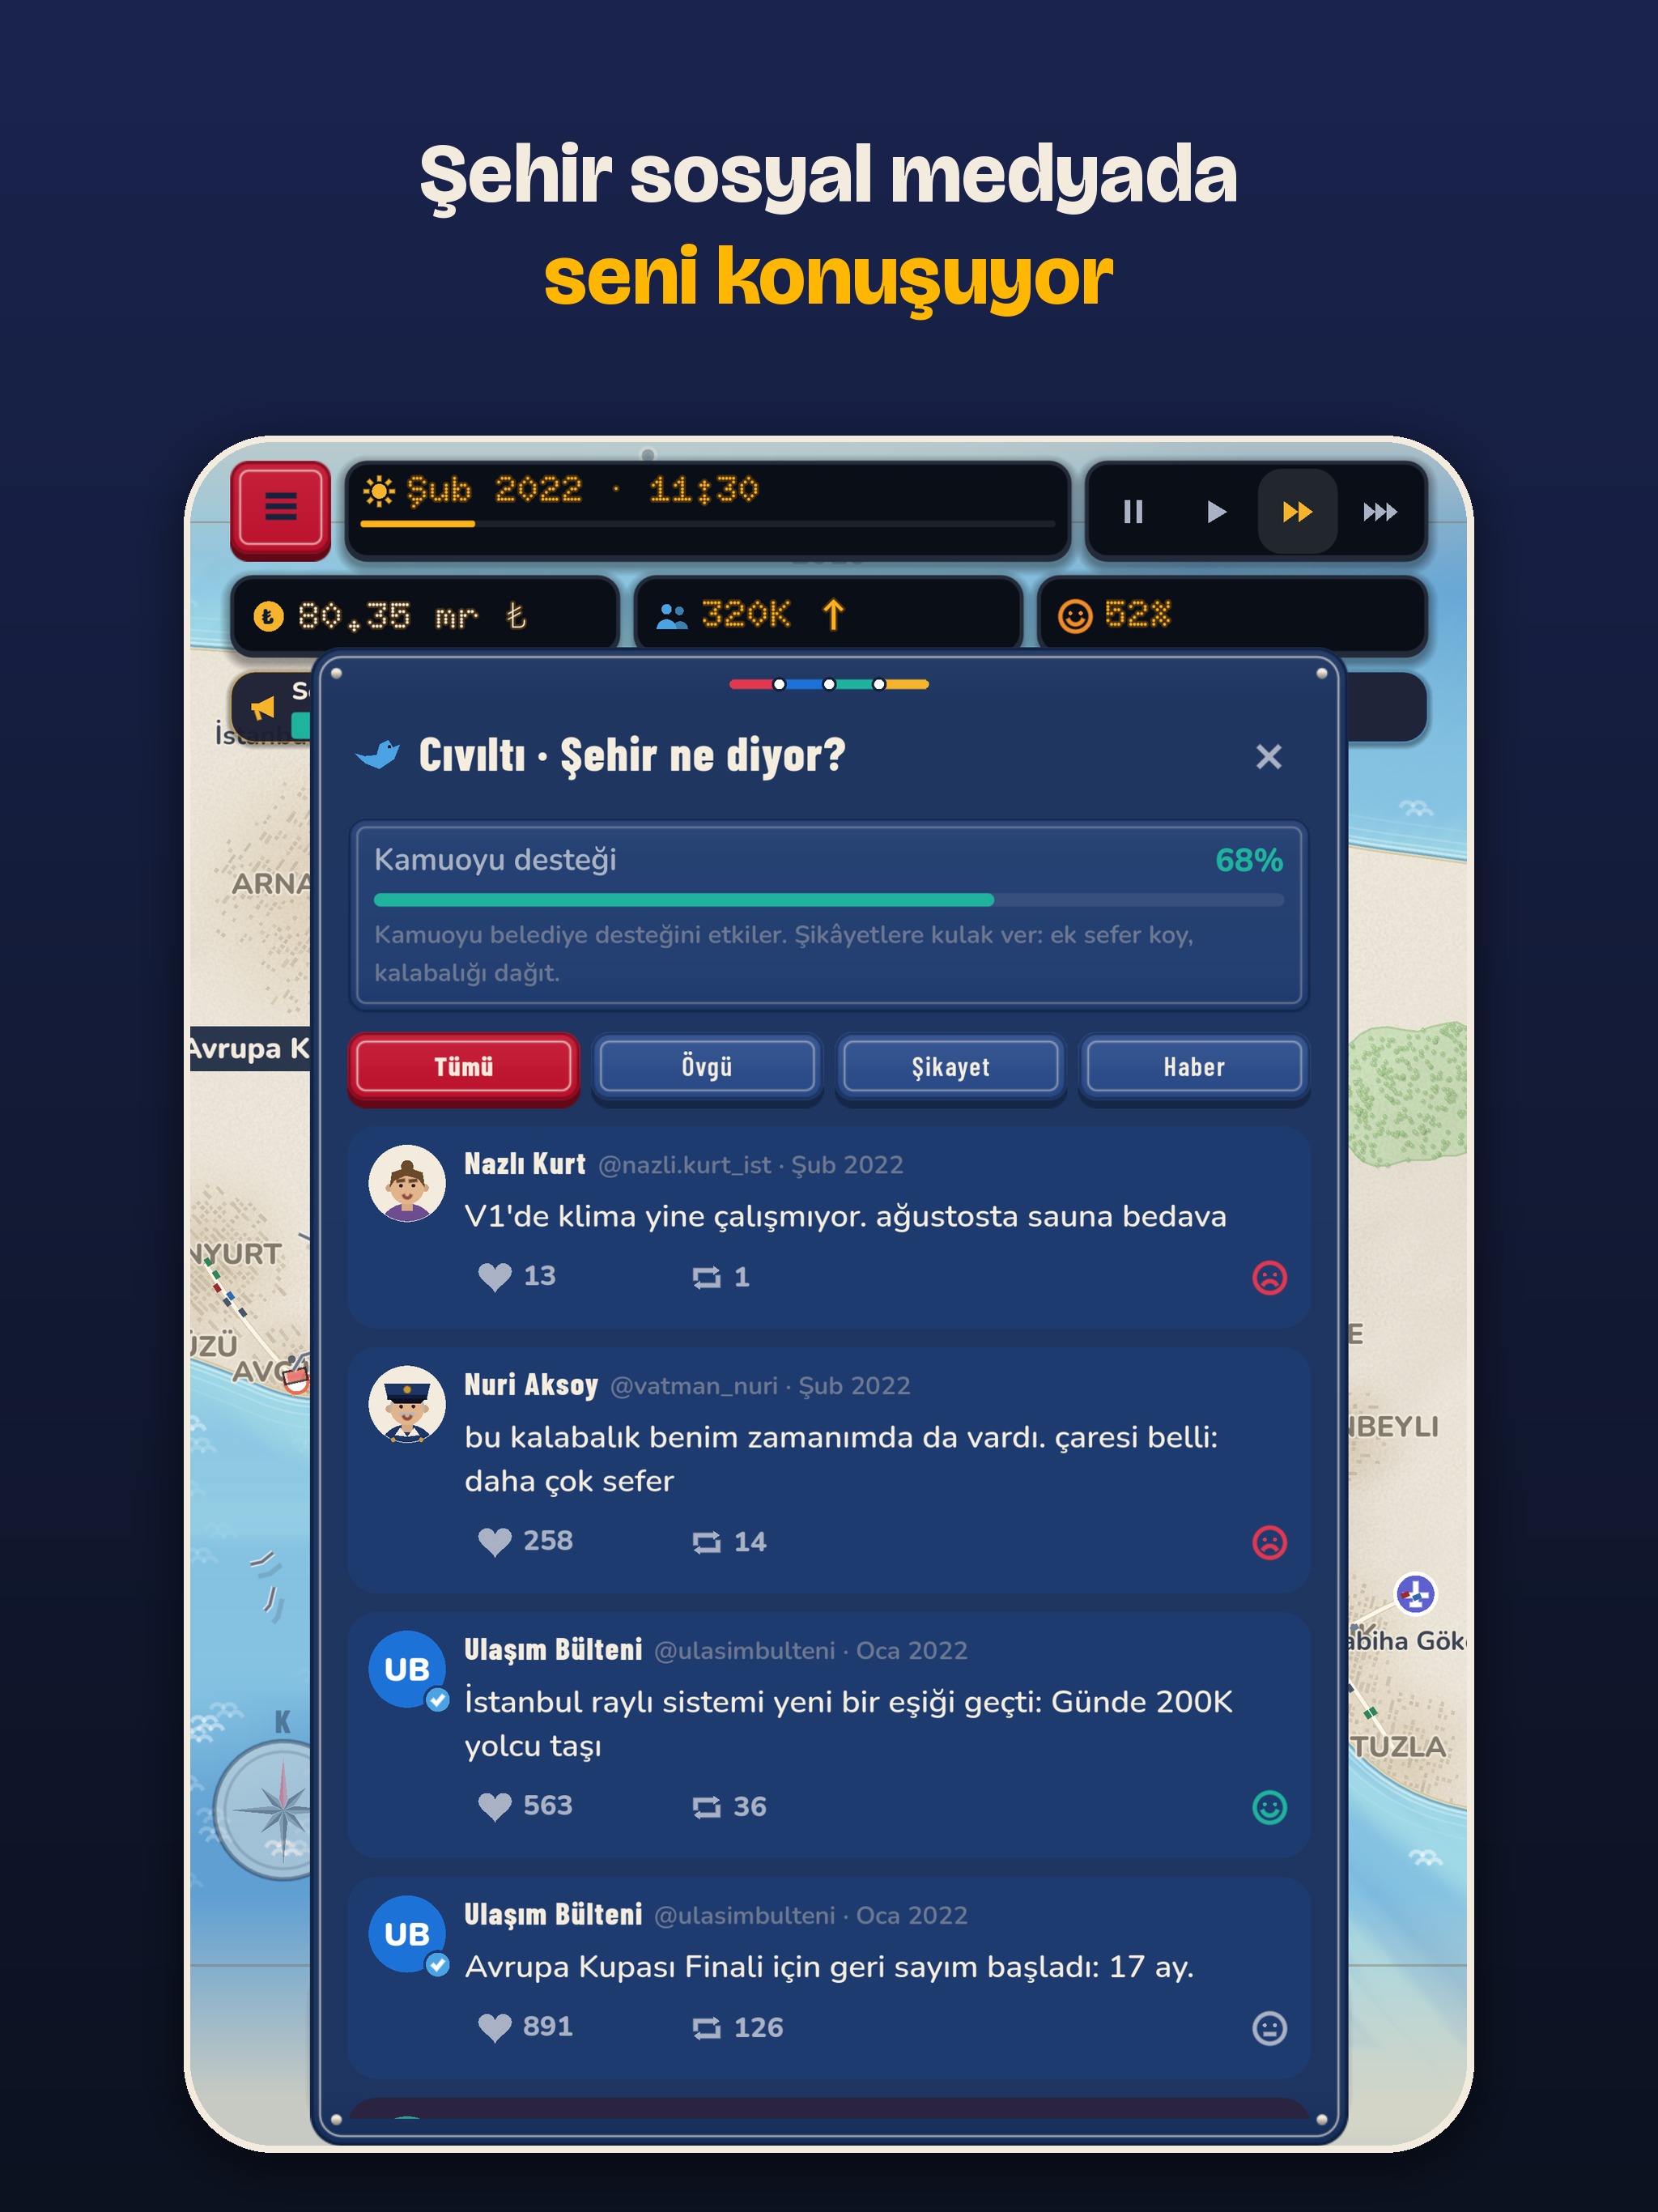 Şehir sosyal medyada
seni konuşuyor
Şub 2022 · 11:30
80.35 mr ₺
320K ↑
52%
Cıvıltı · Şehir ne diyor?
Kamuoyu desteği
68%
Kamuoyu belediye desteğini etkiler. Şikâyetlere kulak ver: ek sefer koy,
kalabalığı dağıt.
Tümü
Övgü
Şikayet
Haber
Nazlı Kurt @nazli.kurt_ist · Şub 2022
V1'de klima yine çalışmıyor. ağustosta sauna bedava
13
1
Nuri Aksoy @vatman_nuri · Şub 2022
bu kalabalık benim zamanımda da vardı. çaresi belli:
daha çok sefer
258
14
Ulaşım Bülteni @ulasimbulteni · Oca 2022
İstanbul raylı sistemi yeni bir eşiği geçti: Günde 200K
yolcu taşı
563
36
Ulaşım Bülteni @ulasimbulteni · Oca 2022
Avrupa Kupası Finali için geri sayım başladı: 17 ay.
891
126
UB
UB
ARNA
Avrupa K
NYURT
ÜZÜ
AVC
K
E
NBEYLI
abiha Gök
TUZLA